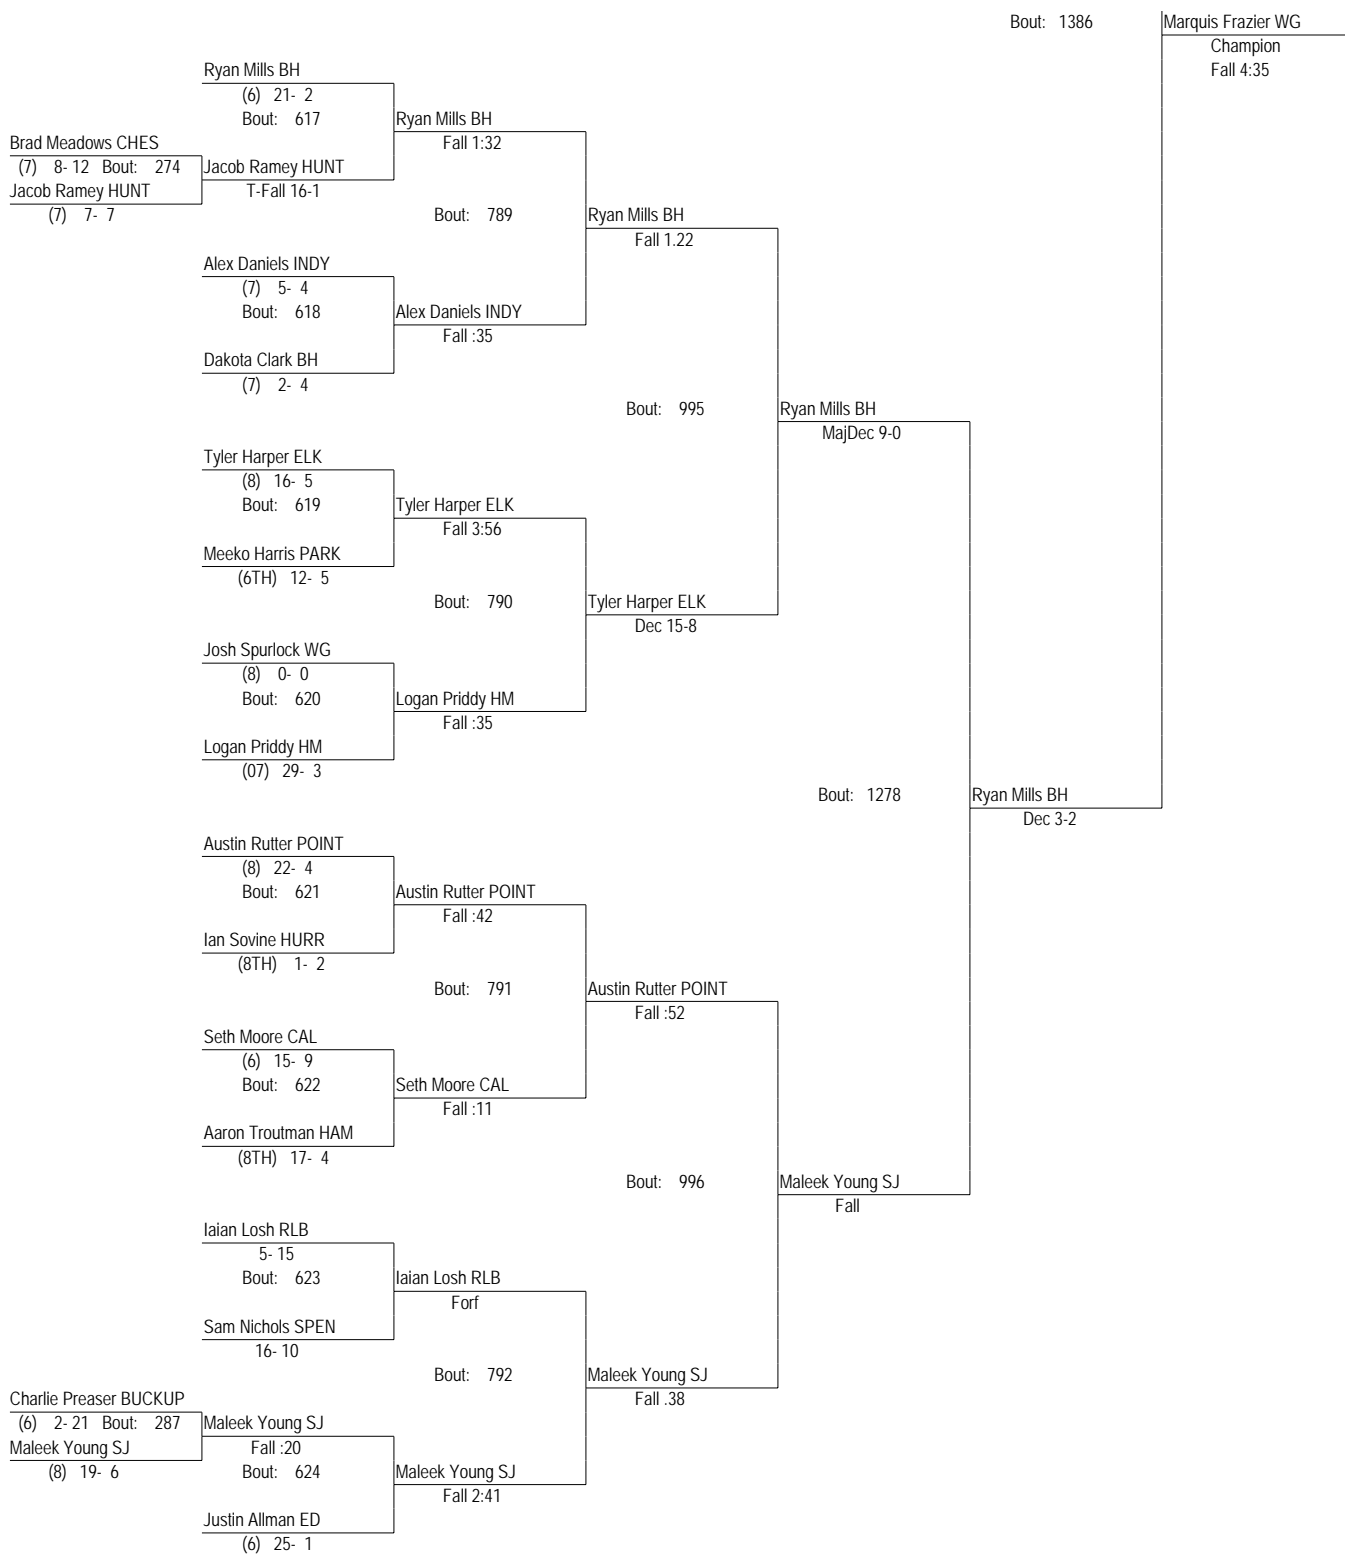 Bout: 1386
Marquis Frazier WG
Champion
Fall 4:35
Ryan Mills BH
(6) 21- 2
Bout: 617
Ryan Mills BH
Fall 1:32
Brad Meadows CHES
(7) 8- 12 Bout: 274
Jacob Ramey HUNT
Jacob Ramey HUNT
T-Fall 16-1
(7) 7- 7
Bout: 789
Ryan Mills BH
Fall 1.22
Alex Daniels INDY
(7) 5- 4
Bout: 618
Alex Daniels INDY
Fall :35
Dakota Clark BH
(7) 2- 4
Bout: 995
Ryan Mills BH
MajDec 9-0
Tyler Harper ELK
(8) 16- 5
Bout: 619
Tyler Harper ELK
Fall 3:56
Meeko Harris PARK
(6TH) 12- 5
Bout: 790
Tyler Harper ELK
Dec 15-8
Josh Spurlock WG
(8) 0- 0
Bout: 620
Logan Priddy HM
Fall :35
Logan Priddy HM
(07) 29- 3
Bout: 1278
Ryan Mills BH
Dec 3-2
Austin Rutter POINT
(8) 22- 4
Bout: 621
Austin Rutter POINT
Fall :42
Ian Sovine HURR
(8TH) 1- 2
Bout: 791
Austin Rutter POINT
Fall :52
Seth Moore CAL
(6) 15- 9
Bout: 622
Seth Moore CAL
Fall :11
Aaron Troutman HAM
(8TH) 17- 4
Bout: 996
Maleek Young SJ
Fall
Iaian Losh RLB
5- 15
Bout: 623
Iaian Losh RLB
Forf
Sam Nichols SPEN
16- 10
Bout: 792
Maleek Young SJ
Fall .38
Charlie Preaser BUCKUP
(6) 2- 21 Bout: 287
Maleek Young SJ
Maleek Young SJ
Fall :20
(8) 19- 6
Bout: 624
Maleek Young SJ
Fall 2:41
Justin Allman ED
(6) 25- 1